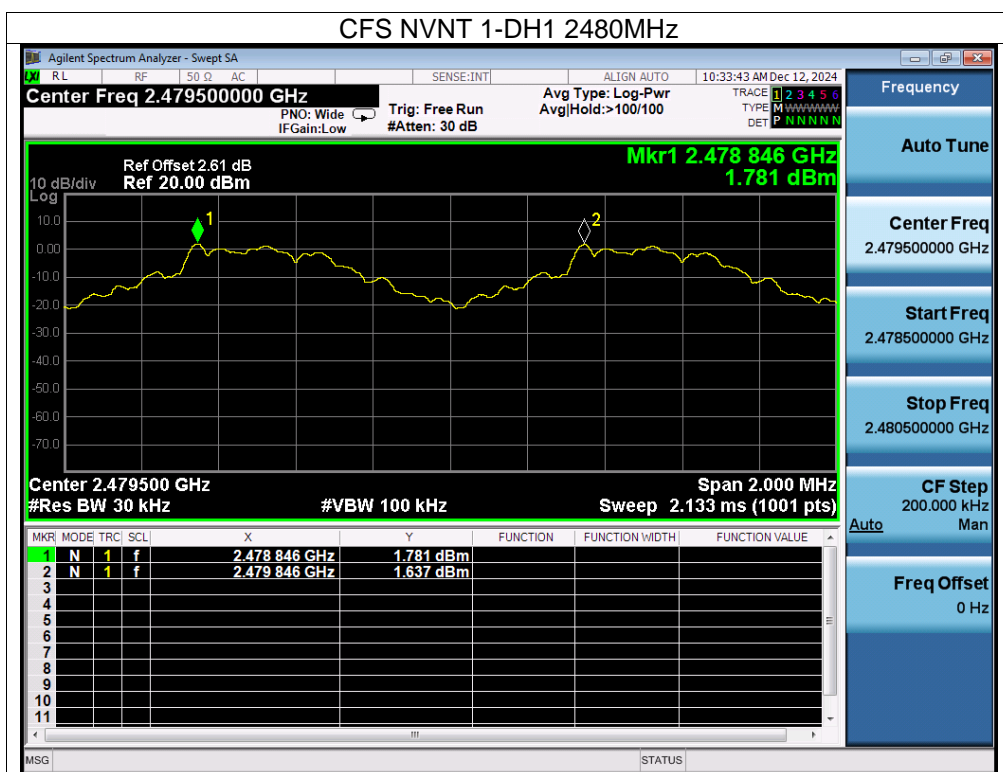 CFS NVNT 1-DH1 2480MHz
Agilent Spectrum Analyzer - Swept SA
LXI RL RF 50 Ω AC SENSE:INT ALIGN AUTO 10:33:43 AM Dec 12, 2024
Center Freq 2.479500000 GHz
PNO: Wide
IFGain:Low
Trig: Free Run
#Atten: 30 dB
Avg Type: Log-Pwr
Avg|Hold:>100/100
TRACE 1 2 3 4 5 6
TYPE M WWWWW
DET P N N N N N
Mkr1 2.478 846 GHz
1.781 dBm
Ref Offset 2.61 dB
10 dB/div Ref 20.00 dBm
Log
10.0
0.00
-10.0
-20.0
-30.0
-40.0
-50.0
-60.0
-70.0
1
2
Center 2.479500 GHz Span 2.000 MHz
#Res BW 30 kHz #VBW 100 kHz Sweep 2.133 ms (1001 pts)
MKR MODE TRC SCL X Y FUNCTION FUNCTION WIDTH FUNCTION VALUE
1 N 1 f 2.478 846 GHz 1.781 dBm
2 N 1 f 2.479 846 GHz 1.637 dBm
3
4
5
6
7
8
9
10
11
MSG STATUS
Frequency
Auto Tune
Center Freq
2.479500000 GHz
Start Freq
2.478500000 GHz
Stop Freq
2.480500000 GHz
CF Step
200.000 kHz
Auto Man
Freq Offset
0 Hz